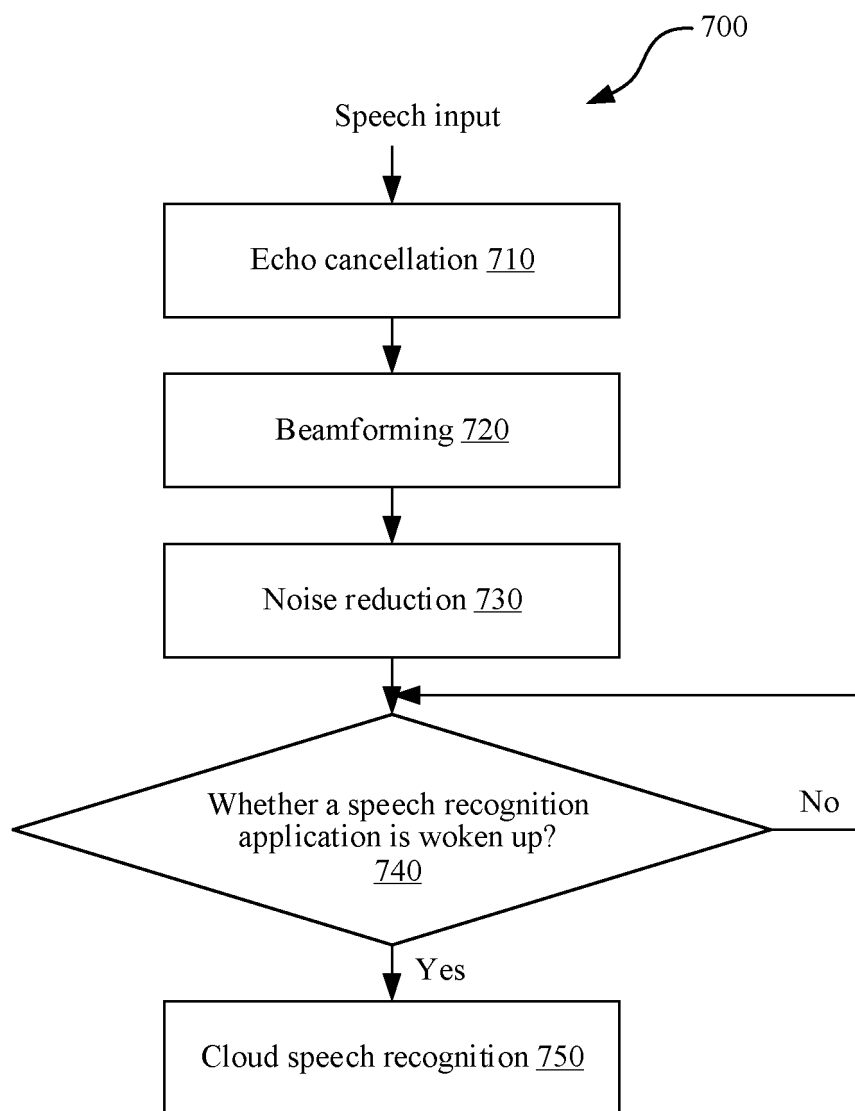 700
Speech input
Echo cancellation 710
Beamforming 720
Noise reduction 730
Whether a speech recognition
application is woken up?
740
No
Yes
Cloud speech recognition 750